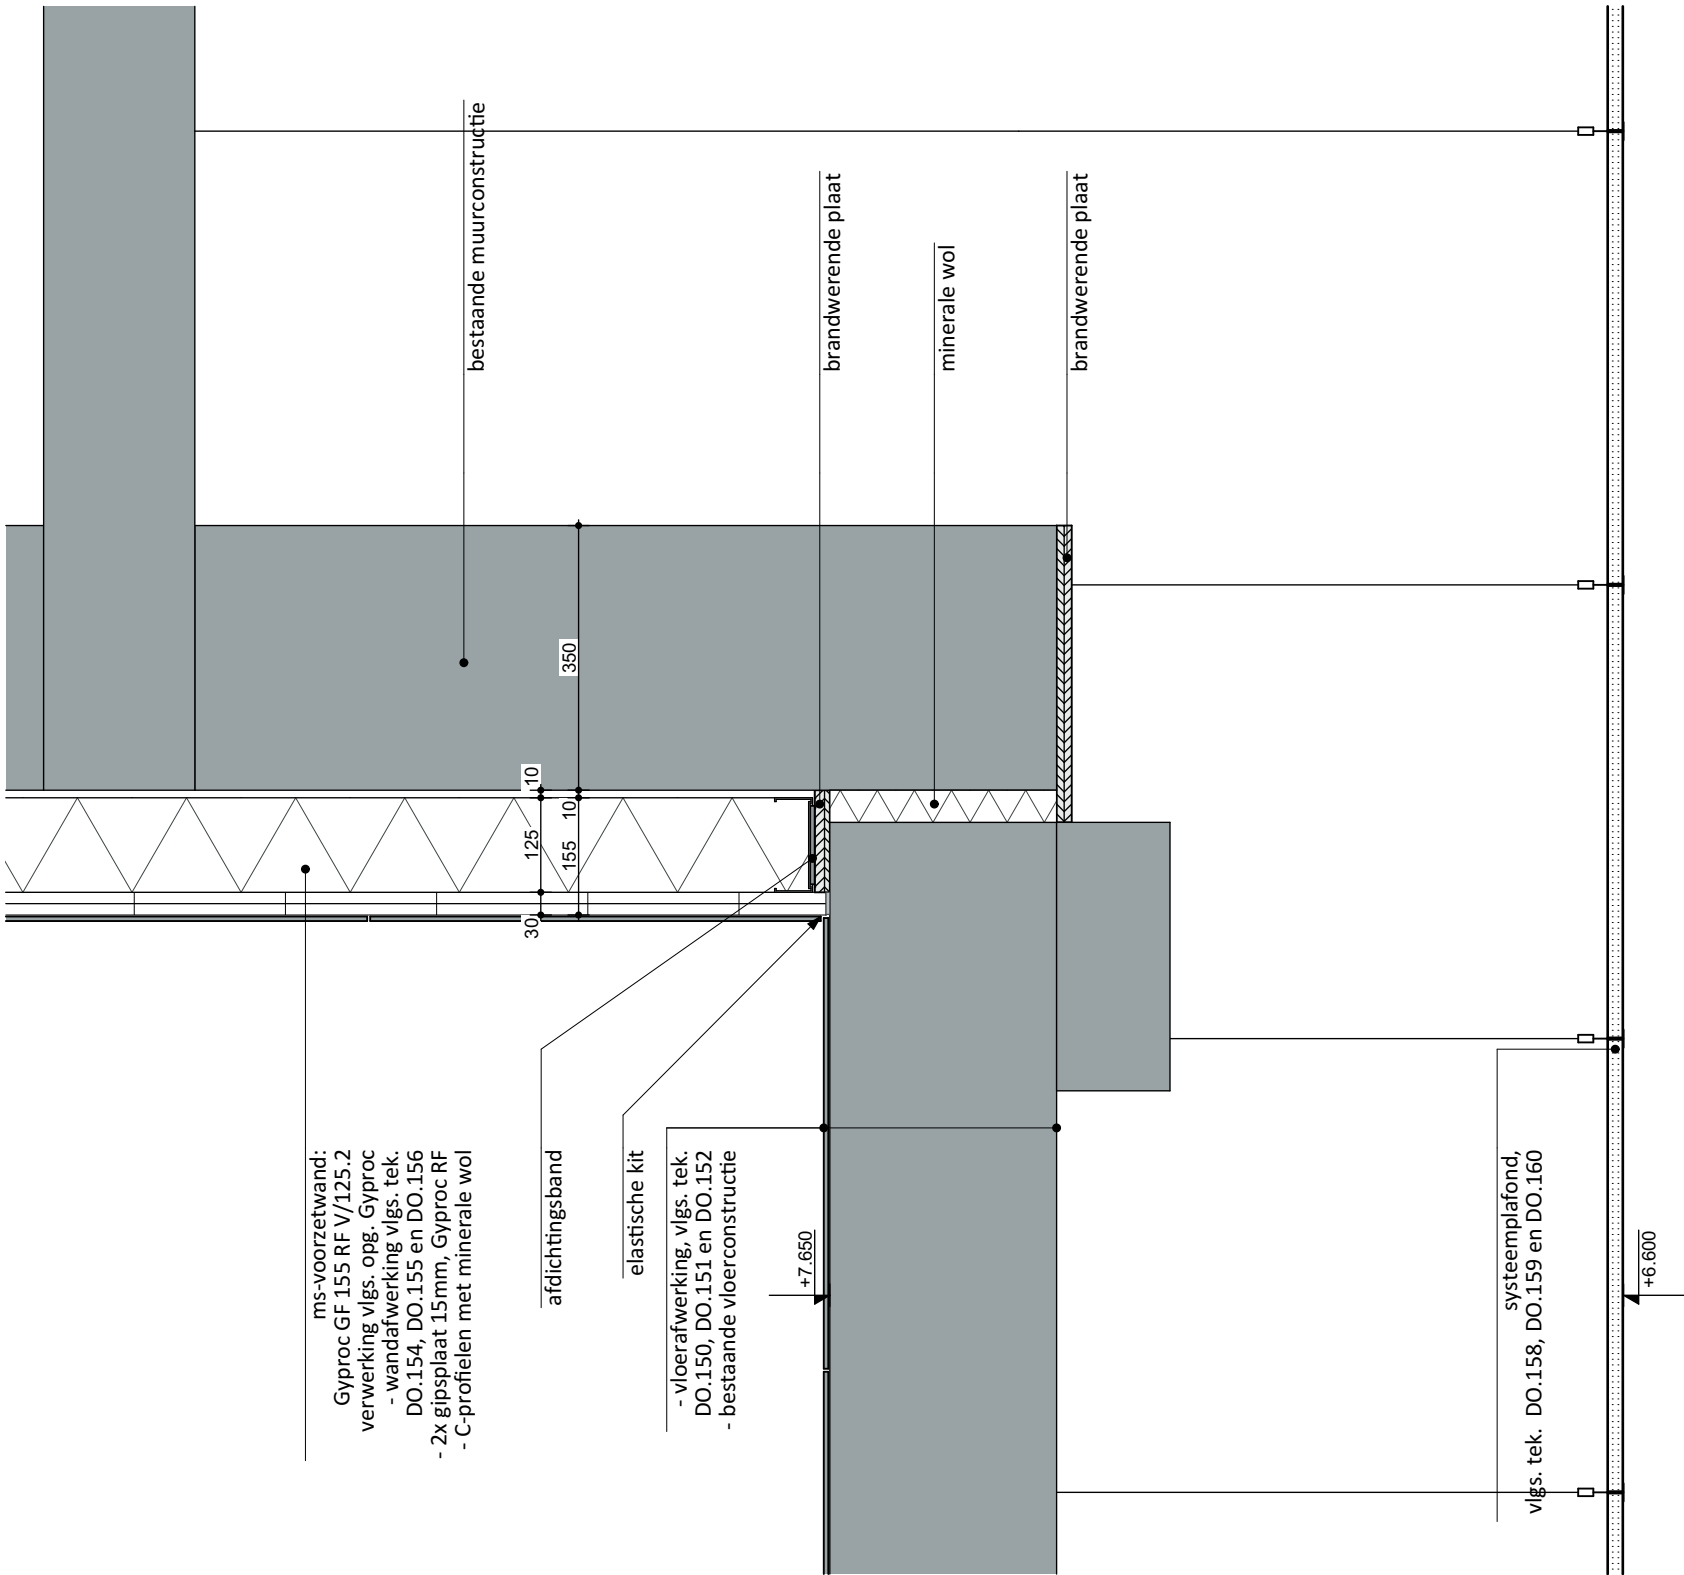 ms-voorzetwand:
Gyproc GF 155 RF V/125.2
verwerking vlgs. opg. Gyproc
- wandafwerking vlgs. tek.
DO.154, DO.155 en DO.156
- 2x gipsplaat 15mm, Gyproc RF
- C-profielen met minerale wol
afdichtingsband
elastische kit
- vloerafwerking, vlgs. tek.
DO.150, DO.151 en DO.152
- bestaande vloerconstructie
+7.650
systeemplafond,
vlgs. tek. DO.158, DO.159 en DO.160
+6.600
30
125
10
155
10
350
bestaande muurconstructie
brandwerende plaat
minerale wol
brandwerende plaat